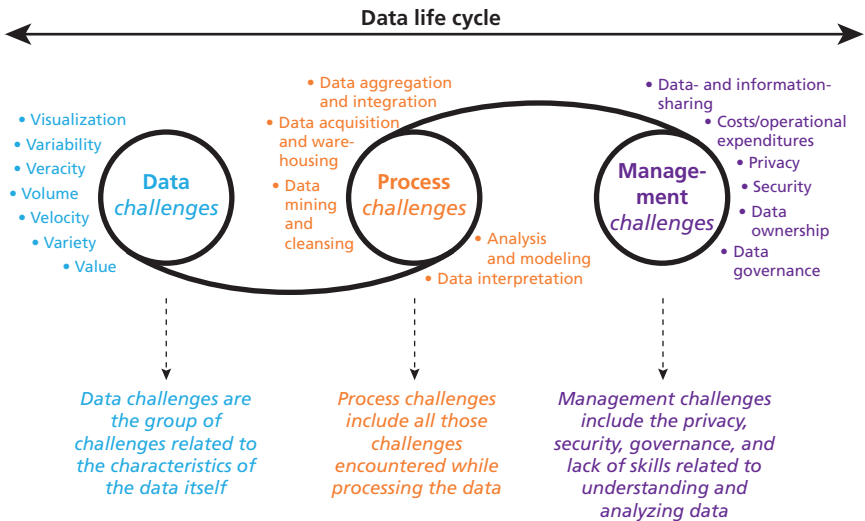 Data life cycle
• Visualization
• Variability
• Veracity
• Volume
• Velocity
• Variety
• Value
Data
challenges
• Data aggregation
and integration
• Data acquisition
and ware-
housing
• Data
mining
and
cleansing
Process
challenges
• Analysis
and modeling
• Data interpretation
Manage-
ment
challenges
• Data- and information-
sharing
• Costs/operational
expenditures
• Privacy
• Security
• Data
ownership
• Data
governance
Data challenges are
the group of
challenges related to
the characteristics of
the data itself
Process challenges
include all those
challenges
encountered while
processing the data
Management challenges
include the privacy,
security, governance, and
lack of skills related to
understanding and
analyzing data